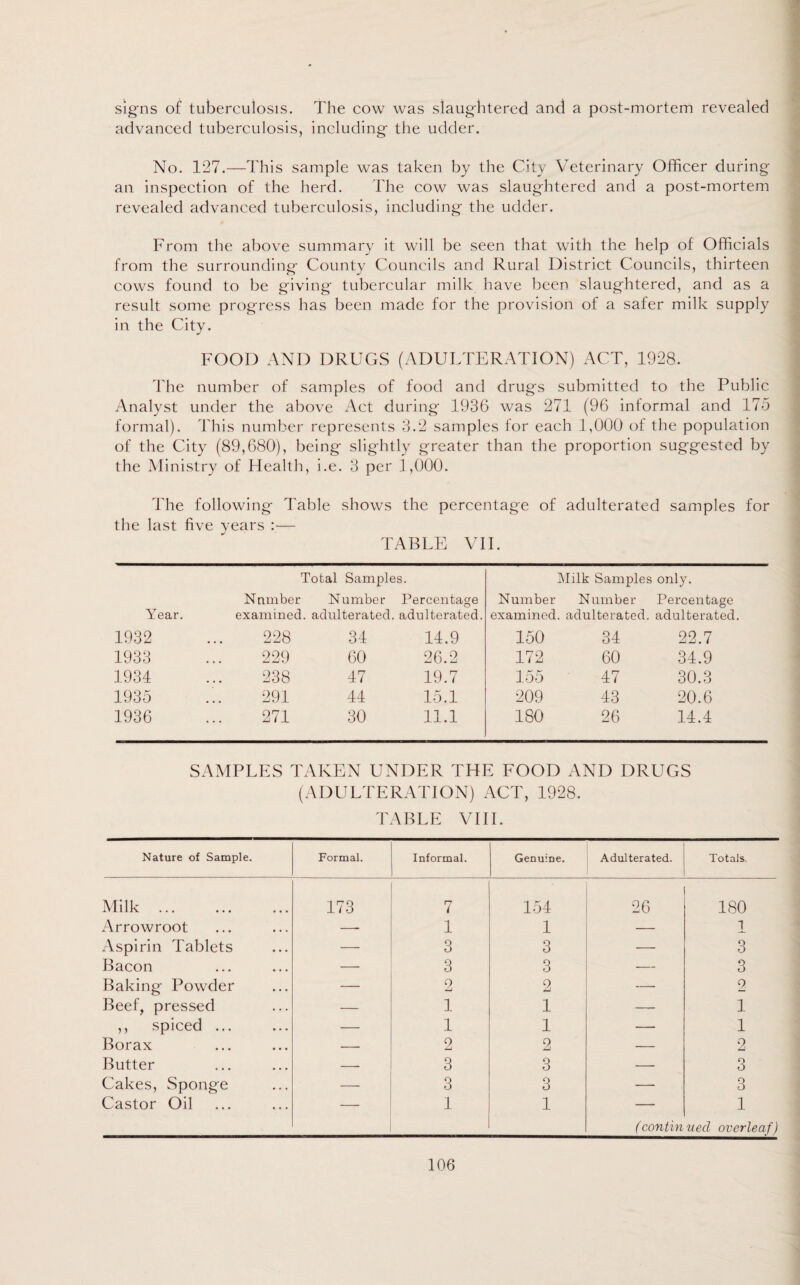 signs of tuberculosis. The cow was slaughtered and a post-mortem revealed
advanced tuberculosis, including the udder.
No. 127.—This sample was taken by the City Veterinary Officer during
an inspection of the herd. The cow was slaughtered and a post-mortem
revealed advanced tuberculosis, including the udder.
From the above summary it will be seen that with the help of Officials
from the surrounding County Councils and Rural District Councils, thirteen
cows found to be giving tubercular milk have been slaughtered, and as a
result some progress has been made for the provision of a safer milk supply
in the City.
FOOD AND DRUGS (ADULTERATION) ACT, 1928.
The number of samples of food and drugs submitted to the Public
Analyst under the above Act during 1936 was 271 (96 informal and 175
formal). This number represents 3.2 samples for each 1,000 of the population
of the City (89,680), being slightly greater than the proportion suggested by
the Ministry of Health, i.e. 3 per 1,000.
The following Table shows the percentage of adulterated samples for
the last five years :—
TABLE VII.
Total Samples. Milk Samples only.
Nnmber Number Percentage Number Number Percentage
Year. examined. adulterated. adulterated. examined. adulterated. adulterated.
1932 ... 228 34 14.9 150 34 22.7
1933 ... 229 60 26.2 172 60 34.9
1934 ... 238 47 19.7 155 47 30.3
1935 ... 291 44 15.1 209 43 20.6
1936 ... 271 30 11.1 180 26 14.4
SAMPLES TAKEN UNDER THE FOOD AND DRUGS
(ADULTERATION) ACT, 1928.
TABLE VIII.
Nature of Sample. Formal. Informal. Genuine. Adulterated. Totals.
Milk ... ... ... 173 7 154 26 180
Arrowroot ... ... — 1 1 — 1
Aspirin Tablets ... — 3 3 — 3
Bacon ... ... — 3 3 — 3
Baking Powder ... — 2 2 — 2
Beef, pressed ... — 1 1 — 1
,, spiced ... ... — 1 1 — 1
Borax ... ... — 2 2 — 2
Butter ... ... — 3 3 — 3
Cakes, Sponge ... — 3 3 — 3
Castor Oil ... ... — 1 1 — 1
(continued overleaf)
106